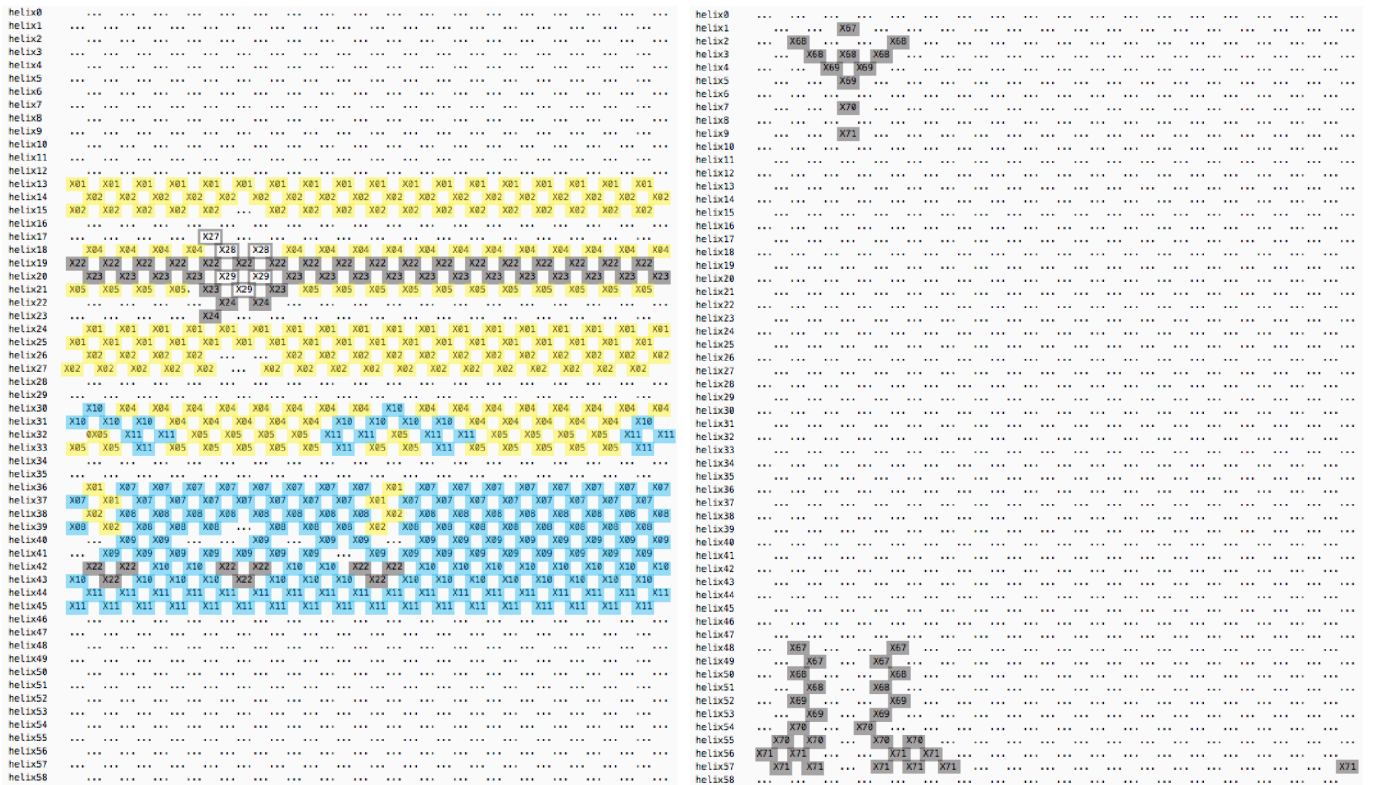 helix0
helix1
helix2
helix3
helix4
helix5
helix6
helix7
helix8
helix9
helix10
helix11
helix12
helix13 X01 X01 X01 X01 X01 X01 X01 X01 X01 X01 X01 X01 X01 X01 X01 X01 X01 X01
helix14 X02 X02 X02 X02 X02 X02 X02 X02 X02 X02 X02 X02 X02 X02 X02 X02 X02 X02
helix15 X02 X02 X02 X02 X02 ... X02 X02 X02 X02 X02 X02 X02 X02 X02 X02 X02 X02
helix16
helix17 X27
helix18 X04 X04 X04 X04 X28 X28 X04 X04 X04 X04 X04 X04 X04 X04 X04 X04 X04 X04
helix19 X22 X22 X22 X22 X22 X22 X22 X22 X22 X22 X22 X22 X22 X22 X22 X22 X22 X22
helix20 X23 X23 X23 X23 X29 X29 X23 X23 X23 X23 X23 X23 X23 X23 X23 X23 X23 X23
helix21 X05 X05 X05 X05. X23 X29 X23 X05 X05 X05 X05 X05 X05 X05 X05 X05 X05 X05
helix22 X24 X24
helix23 X24
helix24 X01 X01 X01 X01 X01 X01 X01 X01 X01 X01 X01 X01 X01 X01 X01 X01 X01 X01
helix25 X01 X01 X01 X01 X01 X01 X01 X01 X01 X01 X01 X01 X01 X01 X01 X01 X01 X01
helix26 X02 X02 X02 X02 ... ... X02 X02 X02 X02 X02 X02 X02 X02 X02 X02 X02 X02
helix27 X02 X02 X02 X02 X02 ... X02 X02 X02 X02 X02 X02 X02 X02 X02 X02 X02 X02
helix28
helix29
helix30 X10 X04 X04 X04 X04 X04 X04 X04 X04 X10 X04 X04 X04 X04 X04 X04 X04 X04
helix31 X10 X10 X10 X04 X04 X04 X04 X04 X10 X10 X10 X10 X04 X04 X04 X04 X04 X10
helix32 0X05 X11 X11 X05 X05 X05 X05 X11 X11 X05 X11 X11 X05 X05 X05 X05 X11 X11
helix33 X05 X05 X11 X05 X05 X05 X05 X05 X11 X05 X05 X11 X05 X05 X05 X05 X05 X11
helix34
helix35
helix36 X01 X07 X07 X07 X07 X07 X07 X07 X07 X01 X07 X07 X07 X07 X07 X07 X07 X07
helix37 X07 X01 X07 X07 X07 X07 X07 X07 X07 X01 X07 X07 X07 X07 X07 X07 X07 X07
helix38 X02 X08 X08 X08 X08 X08 X08 X08 X08 X02 X08 X08 X08 X08 X08 X08 X08 X08
helix39 X08 X02 X08 X08 X08 ... X08 X08 X08 X02 X08 X08 X08 X08 X08 X08 X08 X08
helix40 ... X09 X09 ... ... X09 ... X09 X09 X09 X09 X09 X09 X09 X09 X09 X09 X09
helix41 ... X09 X09 X09 X09 X09 X09 X09 ... X09 X09 X09 X09 X09 X09 X09 X09 X09
helix42 X22 X22 X10 X10 X22 X22 X10 X10 X22 X22 X10 X10 X10 X10 X10 X10 X10 X10
helix43 X10 X22 X10 X10 X10 X22 X10 X10 X10 X22 X10 X10 X10 X10 X10 X10 X10 X10
helix44 X11 X11 X11 X11 X11 X11 X11 X11 X11 X11 X11 X11 X11 X11 X11 X11 X11 X11
helix45 X11 X11 X11 X11 X11 X11 X11 X11 X11 X11 X11 X11 X11 X11 X11 X11 X11 X11
helix46
helix47
helix48
helix49
helix50
helix51
helix52
helix53
helix54
helix55
helix56
helix57
helix58
helix0
helix1 X67
helix2 X68 X68
helix3 X68 X68 X68
helix4 X69 X69
helix5 X69
helix6
helix7 X70
helix8
helix9 X71
helix10
helix11
helix12
helix13
helix14
helix15
helix16
helix17
helix18
helix19
helix20
helix21
helix22
helix23
helix24
helix25
helix26
helix27
helix28
helix29
helix30
helix31
helix32
helix33
helix34
helix35
helix36
helix37
helix38
helix39
helix40
helix41
helix42
helix43
helix44
helix45
helix46
helix47
helix48 X67 X67
helix49 X67 X67
helix50 X68 X68
helix51 X68 X68
helix52 X69 X69
helix53 X69 X69
helix54 X70 X70
helix55 X70 X70 X70 X70
helix56 X71 X71 X71 X71
helix57 X71 X71 X71 X71 X71 X71
helix58